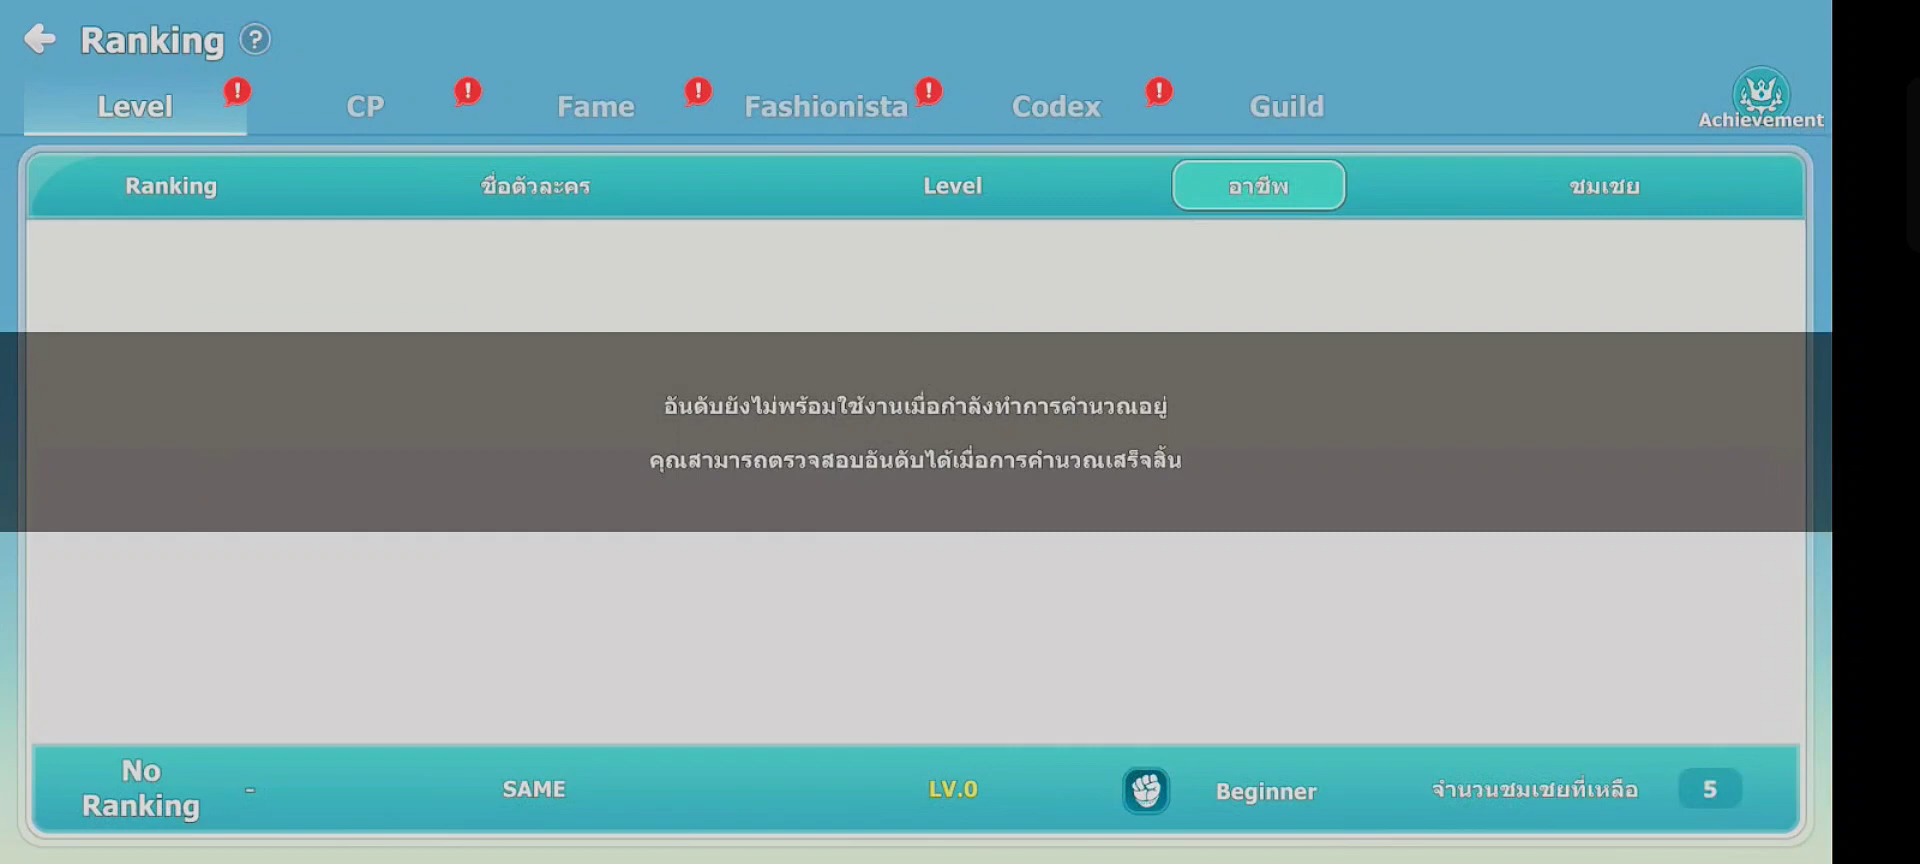 Ranking ?
Level ! CP ! Fame ! Fashionista ! Codex ! Guild
Achievement
Ranking ชื่อตัวละคร Level อาชีพ ชมเชย
อันดับยังไม่พร้อมใช้งานเมื่อกำลังทำการคำนวณอยู่
คุณสามารถตรวจสอบอันดับได้เมื่อการคำนวณเสร็จสิ้น
No
Ranking - SAME LV.0 Beginner จำนวนชมเชยที่เหลือ 5